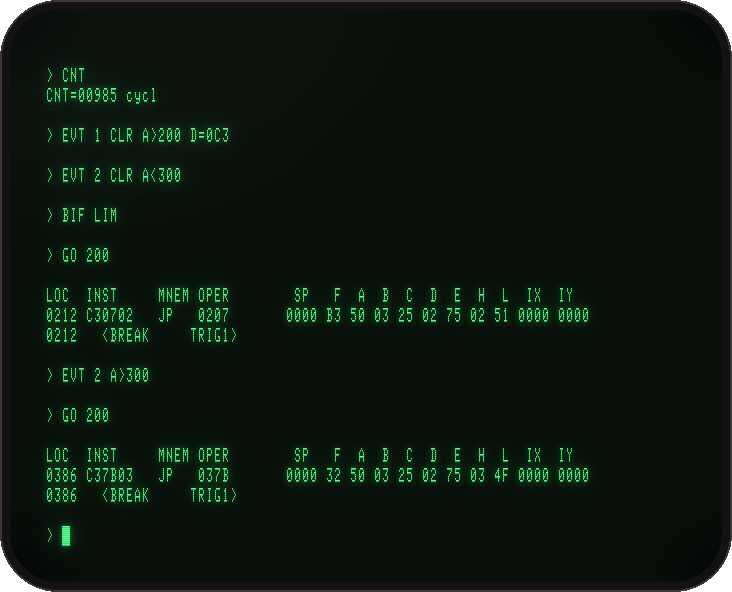 > CNT
CNT=00985 cycl
> EVT 1 CLR A>200 D=0C3
> EVT 2 CLR A<300
> BIF LIM
> GO 200
LOC INST MNEM OPER SP F A B C D E H L IX IY
0212 C30702 JP 0207 0000 B3 50 03 25 02 75 02 51 0000 0000
0212 <BREAK TRIG1>
> EVT 2 A>300
> GO 200
LOC INST MNEM OPER SP F A B C D E H L IX IY
0386 C37B03 JP 037B 0000 32 50 03 25 02 75 03 4F 0000 0000
0386 <BREAK TRIG1>
>